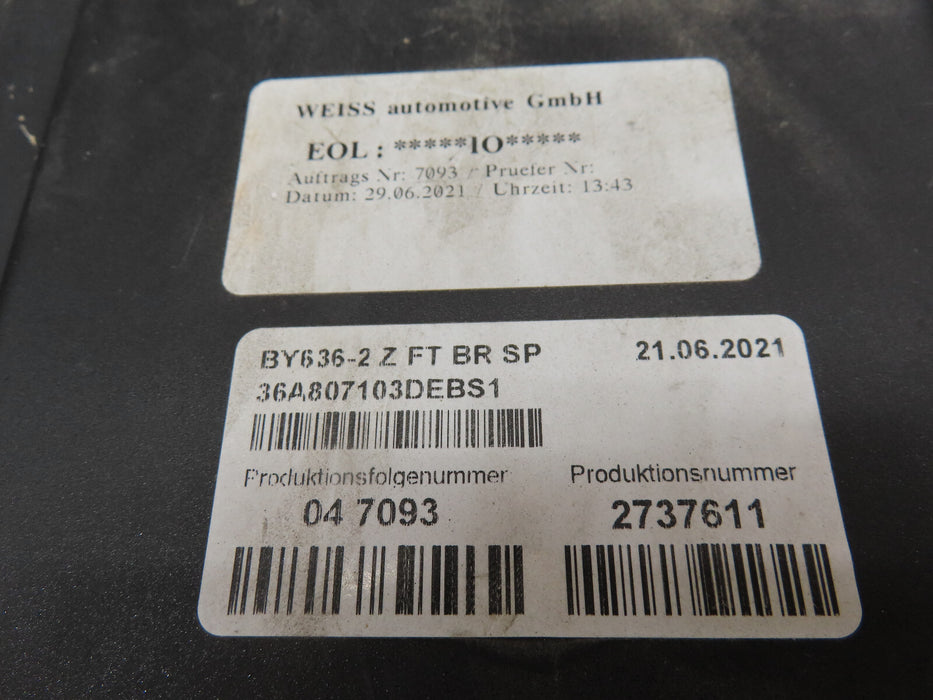 WEISS automotive GmbH
EOL : *****IO*****
Auftrags Nr: 7093 / Pruefer Nr:
Datum: 29.06.2021 / Uhrzeit: 13:43
BY636-2 Z FT BR SP 21.06.2021
36A807103DEBS1
Produktionsfolgenummer Produktionsnummer
04 7093 2737611